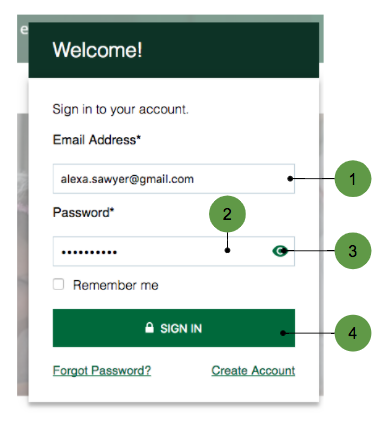 e
Welcome!
Sign in to your account.
Email Address*
alexa.sawyer@gmail.com
1
Password*
2
••••••••••
3
Remember me
SIGN IN
4
Forgot Password?
Create Account